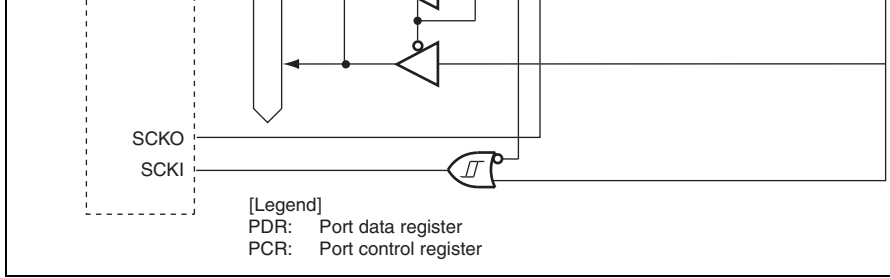 SCKO
SCKI
[Legend]
PDR: Port data register
PCR: Port control register